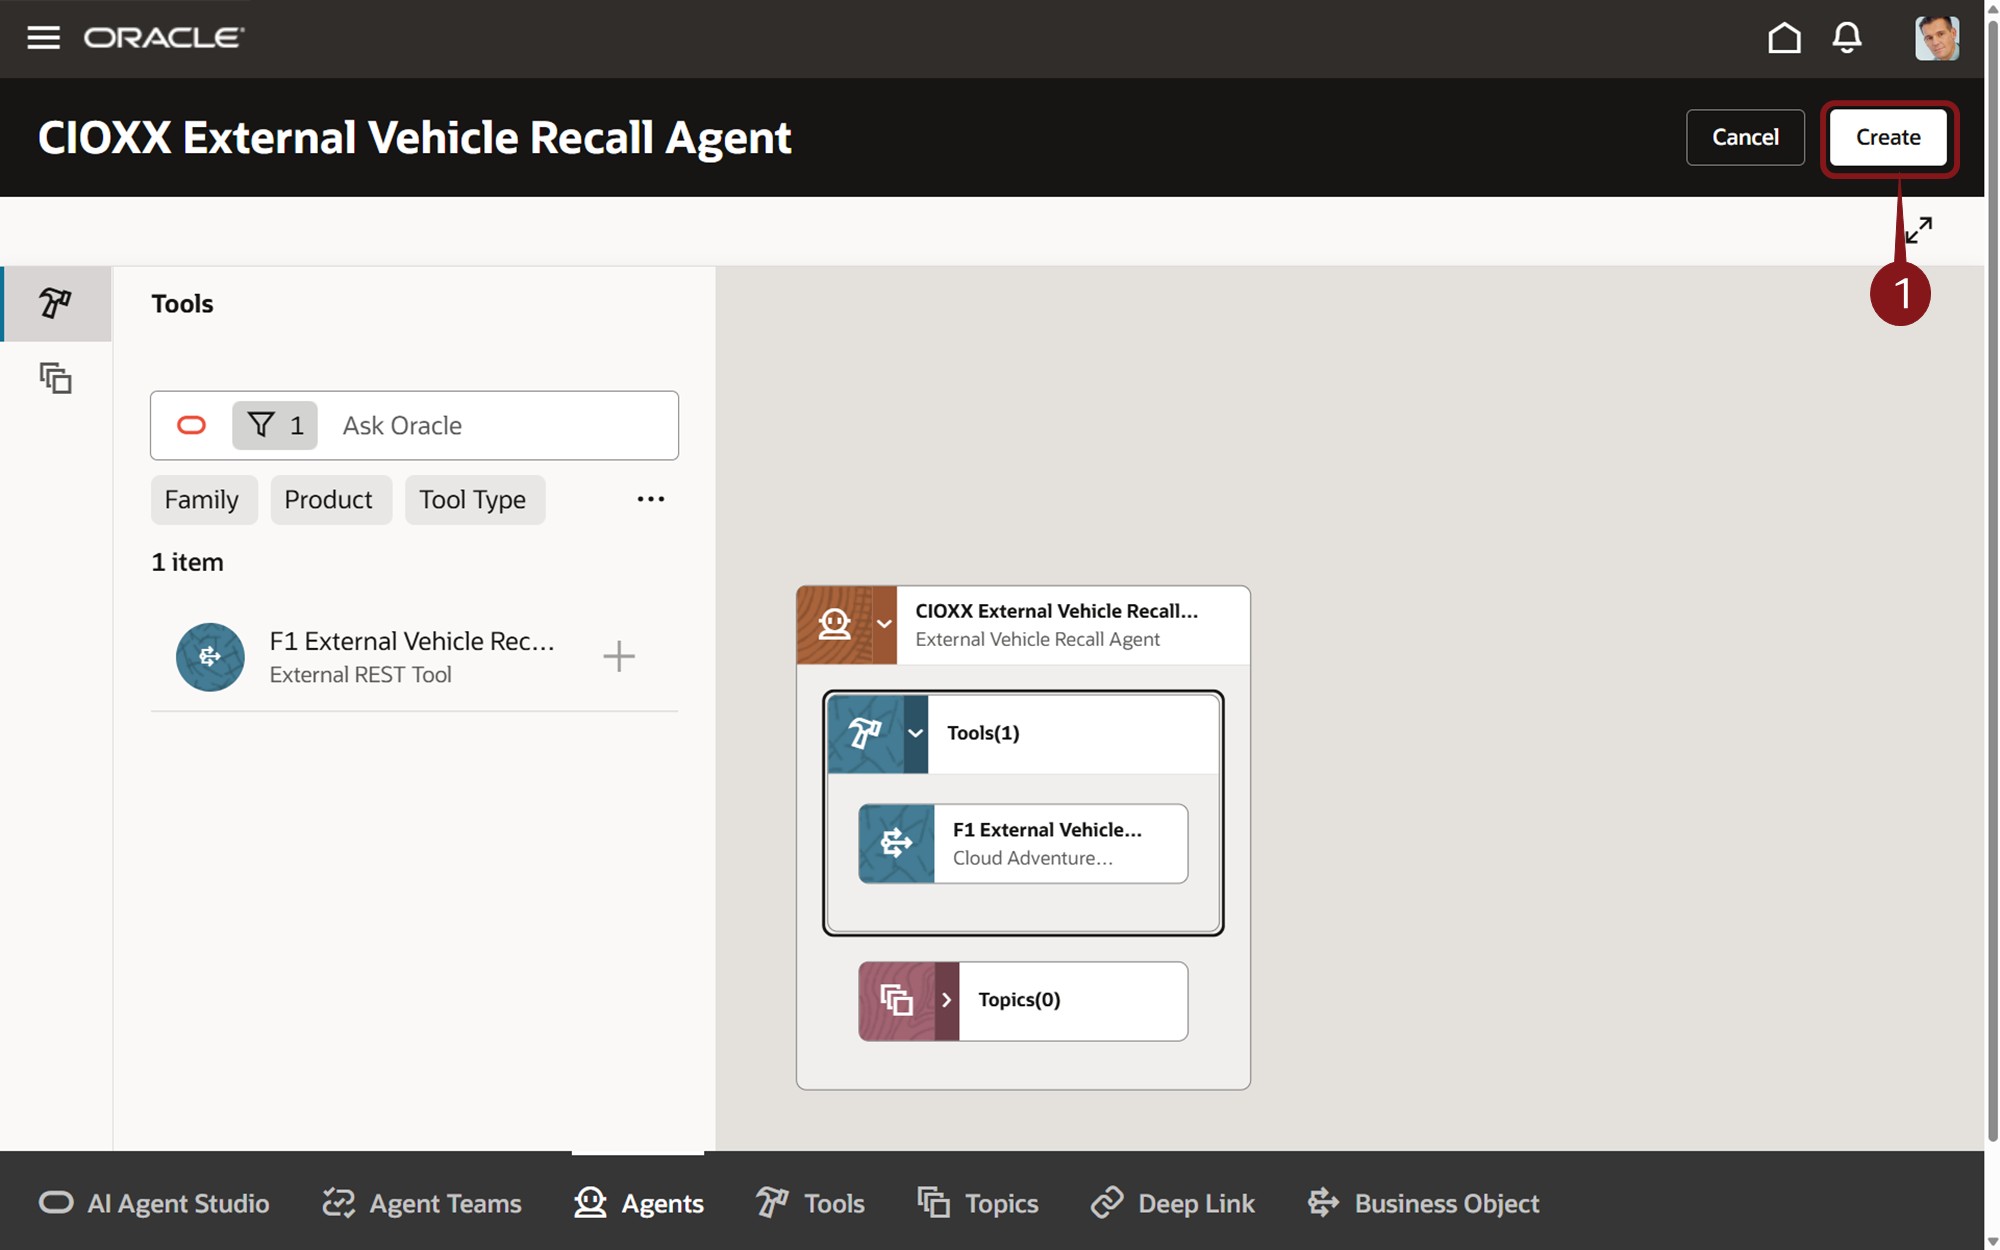 ORACLE
CIOXX External Vehicle Recall Agent
Cancel
Create
1
Tools
1
Ask Oracle
Family
Product
Tool Type
1 item
F1 External Vehicle Rec...
External REST Tool
CIOXX External Vehicle Recall...
External Vehicle Recall Agent
Tools(1)
F1 External Vehicle...
Cloud Adventure...
Topics(0)
AI Agent Studio
Agent Teams
Agents
Tools
Topics
Deep Link
Business Object